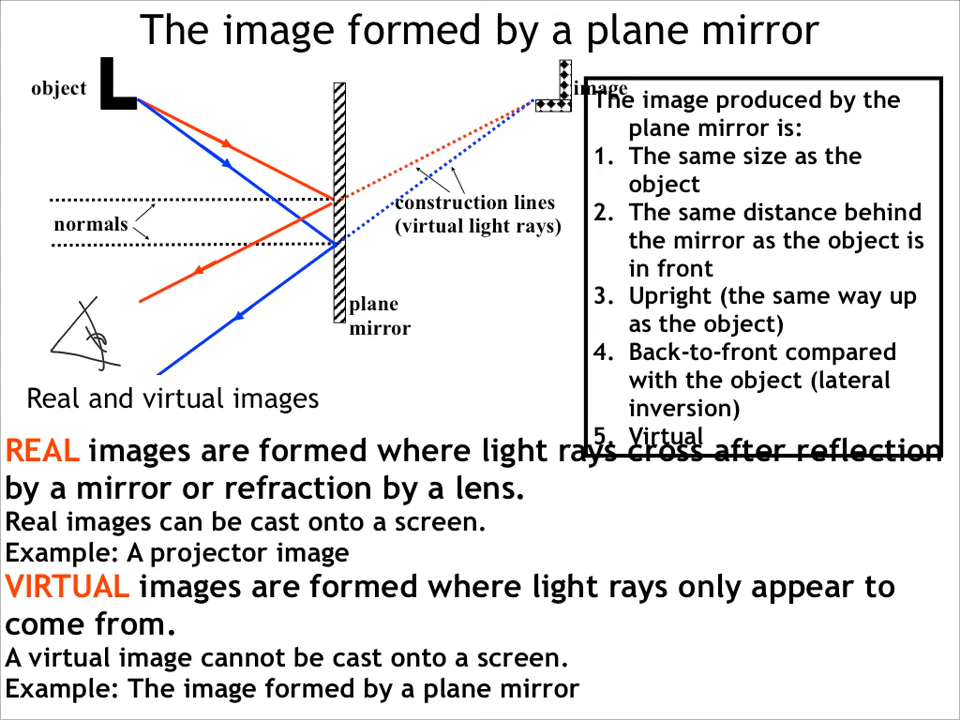 The image formed by a plane mirror
object
image
normals
construction lines
(virtual light rays)
plane
mirror
The image produced by the
plane mirror is:
1. The same size as the
object
2. The same distance behind
the mirror as the object is
in front
3. Upright (the same way up
as the object)
4. Back-to-front compared
with the object (lateral
inversion)
5. Virtual
Real and virtual images
REAL images are formed where light rays cross after reflection
by a mirror or refraction by a lens.
Real images can be cast onto a screen.
Example: A projector image
VIRTUAL images are formed where light rays only appear to
come from.
A virtual image cannot be cast onto a screen.
Example: The image formed by a plane mirror